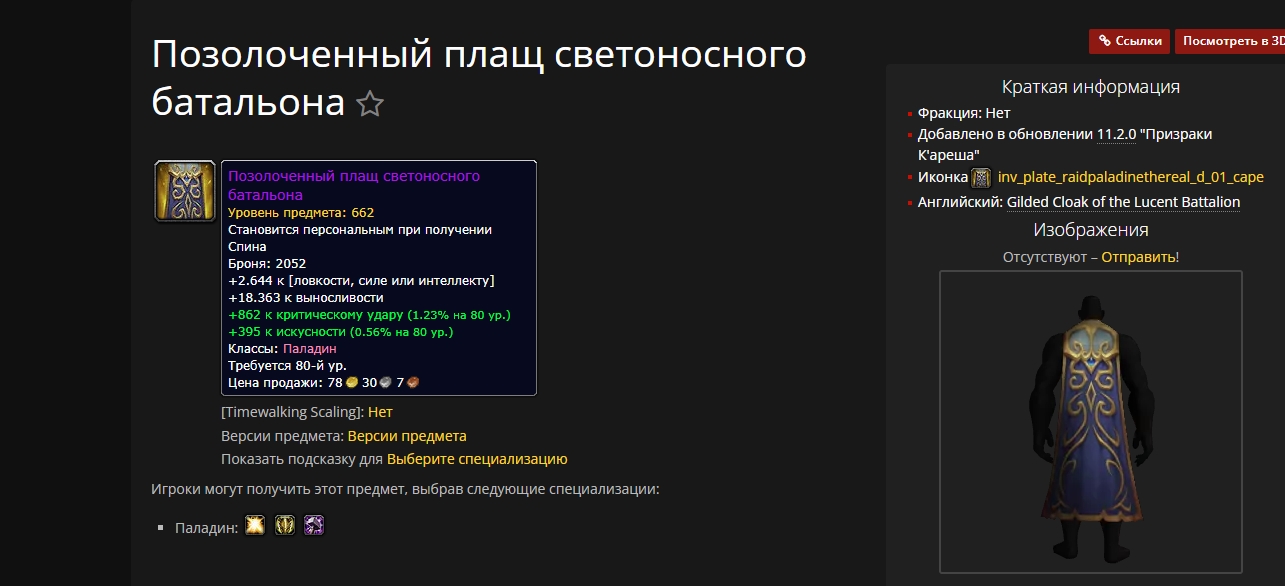 Позолоченный плащ светоносного
батальона
Позолоченный плащ светоносного
батальона
Уровень предмета: 662
Становится персональным при получении
Спина
Броня: 2052
+2.644 к [ловкости, силе или интеллекту]
+18.363 к выносливости
+862 к критическому удару (1.23% на 80 ур.)
+395 к искусности (0.56% на 80 ур.)
Классы: Паладин
Требуется 80-й ур.
Цена продажи: 78 30 7
[Timewalking Scaling]: Нет
Версии предмета: Версии предмета
Показать подсказку для Выберите специализацию
Игроки могут получить этот предмет, выбрав следующие специализации:
Паладин:
Ссылки
Посмотреть в 3D
Краткая информация
Фракция: Нет
Добавлено в обновлении 11.2.0 "Призраки
К'ареша"
Иконка inv_plate_raidpaladinethereal_d_01_cape
Английский: Gilded Cloak of the Lucent Battalion
Изображения
Отсутствуют – Отправить!